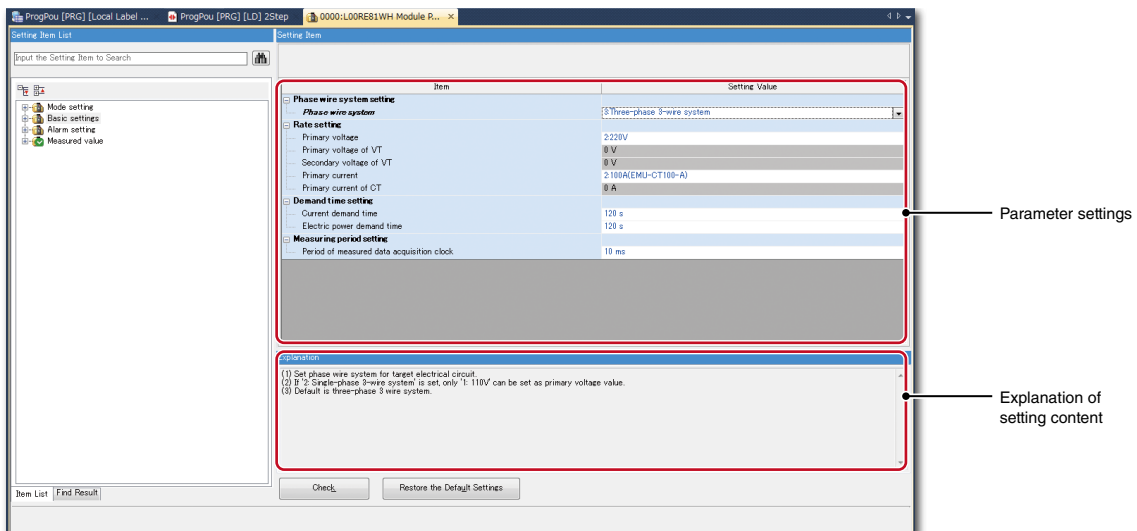 ProgPou [PRG] [Local Label ...
ProgPou [PRG] [LD] 2Step
0000:L00RE81WH Module P...
Setting Item List
Input the Setting Item to Search
Mode setting
Basic settings
Alarm setting
Measured value
Item List
Find Result
Setting Item
Item Setting Value
Phase wire system setting
Phase wire system 3:Three-phase 3-wire system
Rate setting
Primary voltage 2:220V
Primary voltage of VT 0 V
Secondary voltage of VT 0 V
Primary current 2:100A(EMU-CT100-A)
Primary current of CT 0 A
Demand time setting
Current demand time 120 s
Electric power demand time 120 s
Measuring period setting
Period of measured data acquisition clock 10 ms
Explanation
(1) Set phase wire system for target electrical circuit.
(2) If '2: Single-phase 3-wire system' is set, only '1: 110V' can be set as primary voltage value.
(3) Default is three-phase 3 wire system.
Check
Restore the Default Settings
Parameter settings
Explanation of
setting content